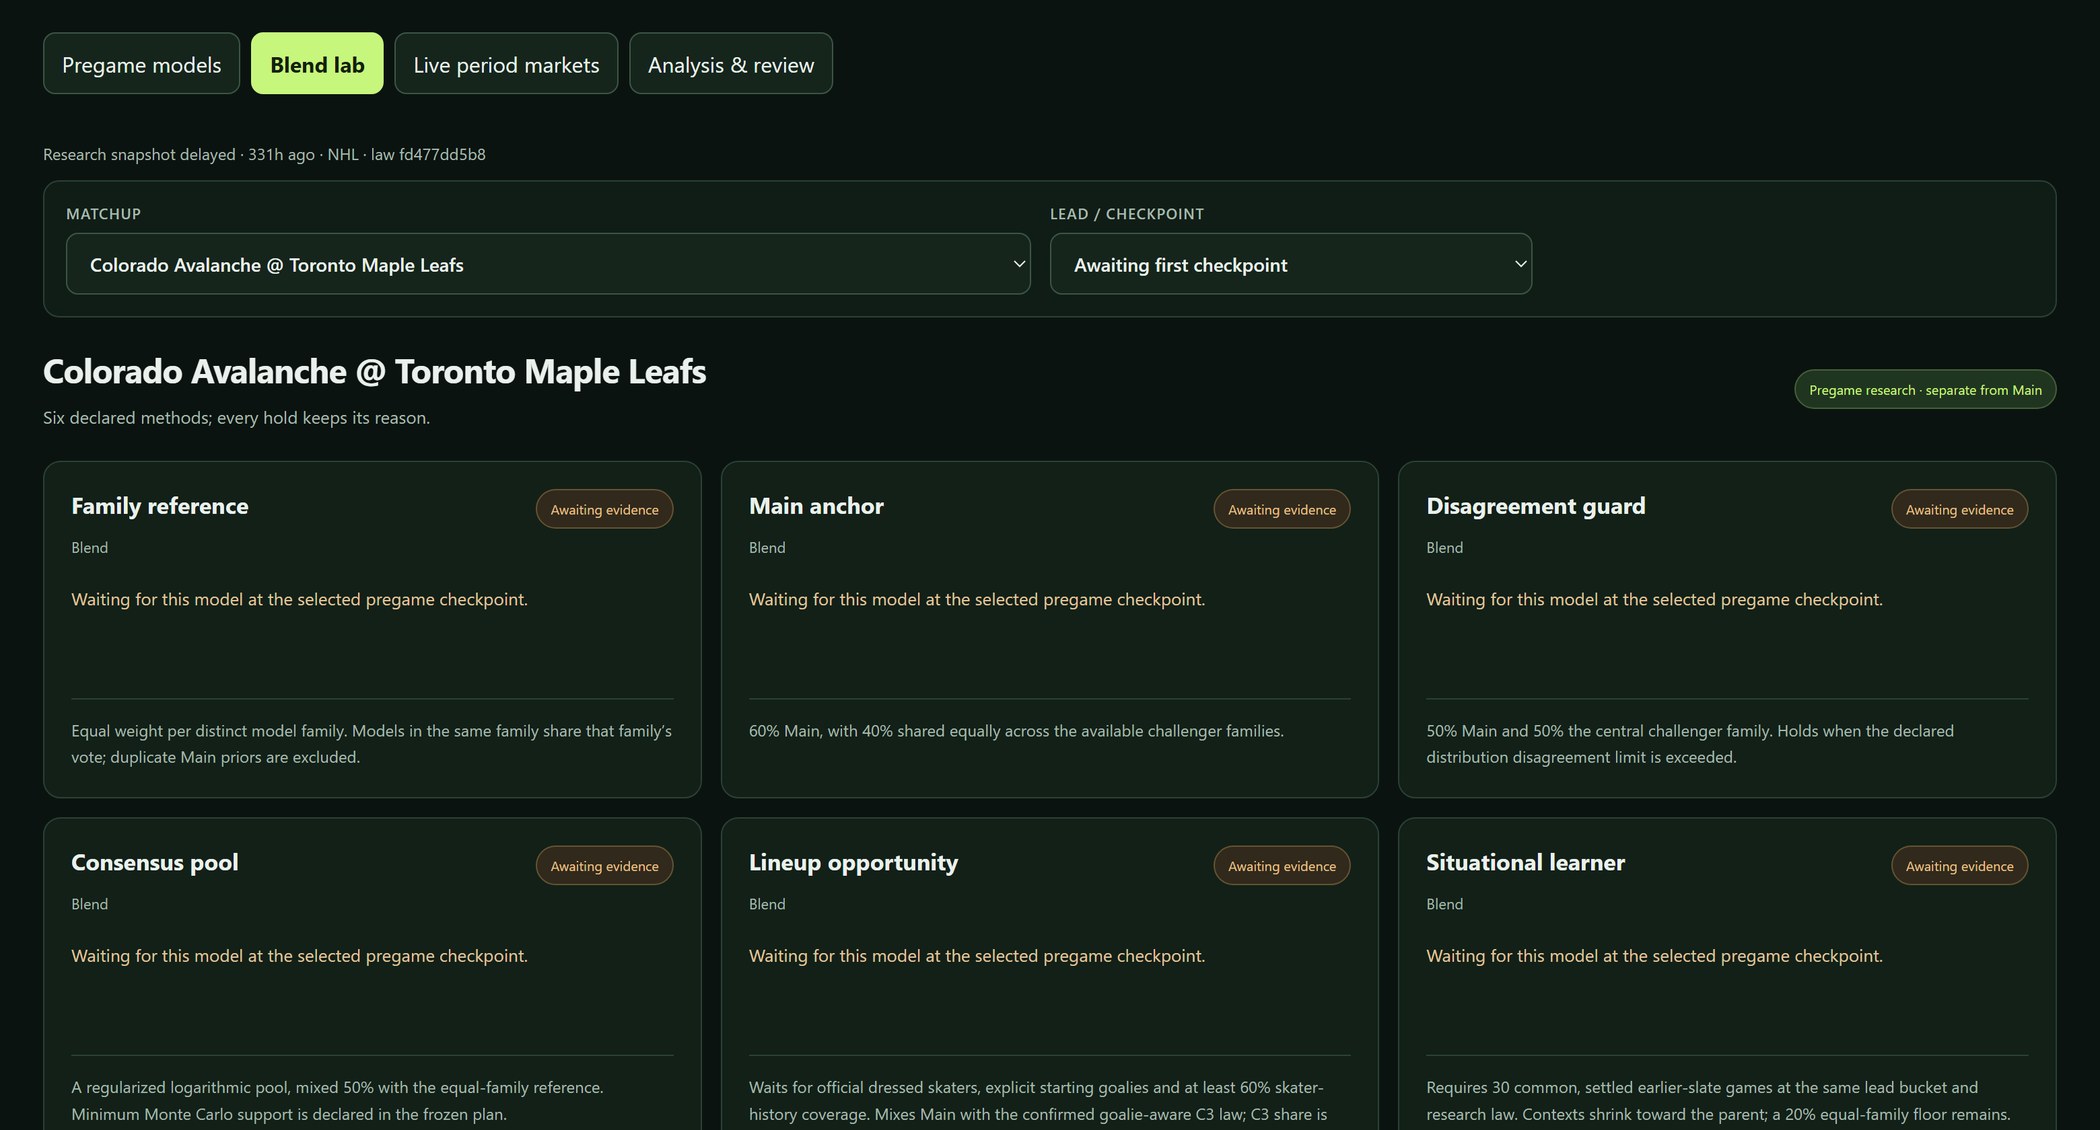 Pregame models
Blend lab
Live period markets
Analysis & review
Research snapshot delayed · 331h ago · NHL · law fd477dd5b8
MATCHUP
LEAD / CHECKPOINT
Colorado Avalanche @ Toronto Maple Leafs
Awaiting first checkpoint
Colorado Avalanche @ Toronto Maple Leafs
Pregame research · separate from Main
Six declared methods; every hold keeps its reason.
Family reference
Awaiting evidence
Blend
Waiting for this model at the selected pregame checkpoint.
Equal weight per distinct model family. Models in the same family share that family's
vote; duplicate Main priors are excluded.
Main anchor
Awaiting evidence
Blend
Waiting for this model at the selected pregame checkpoint.
60% Main, with 40% shared equally across the available challenger families.
Disagreement guard
Awaiting evidence
Blend
Waiting for this model at the selected pregame checkpoint.
50% Main and 50% the central challenger family. Holds when the declared
distribution disagreement limit is exceeded.
Consensus pool
Awaiting evidence
Blend
Waiting for this model at the selected pregame checkpoint.
A regularized logarithmic pool, mixed 50% with the equal-family reference.
Minimum Monte Carlo support is declared in the frozen plan.
Lineup opportunity
Awaiting evidence
Blend
Waiting for this model at the selected pregame checkpoint.
Waits for official dressed skaters, explicit starting goalies and at least 60% skater-
history coverage. Mixes Main with the confirmed goalie-aware C3 law; C3 share is
Situational learner
Awaiting evidence
Blend
Waiting for this model at the selected pregame checkpoint.
Requires 30 common, settled earlier-slate games at the same lead bucket and
research law. Contexts shrink toward the parent; a 20% equal-family floor remains.